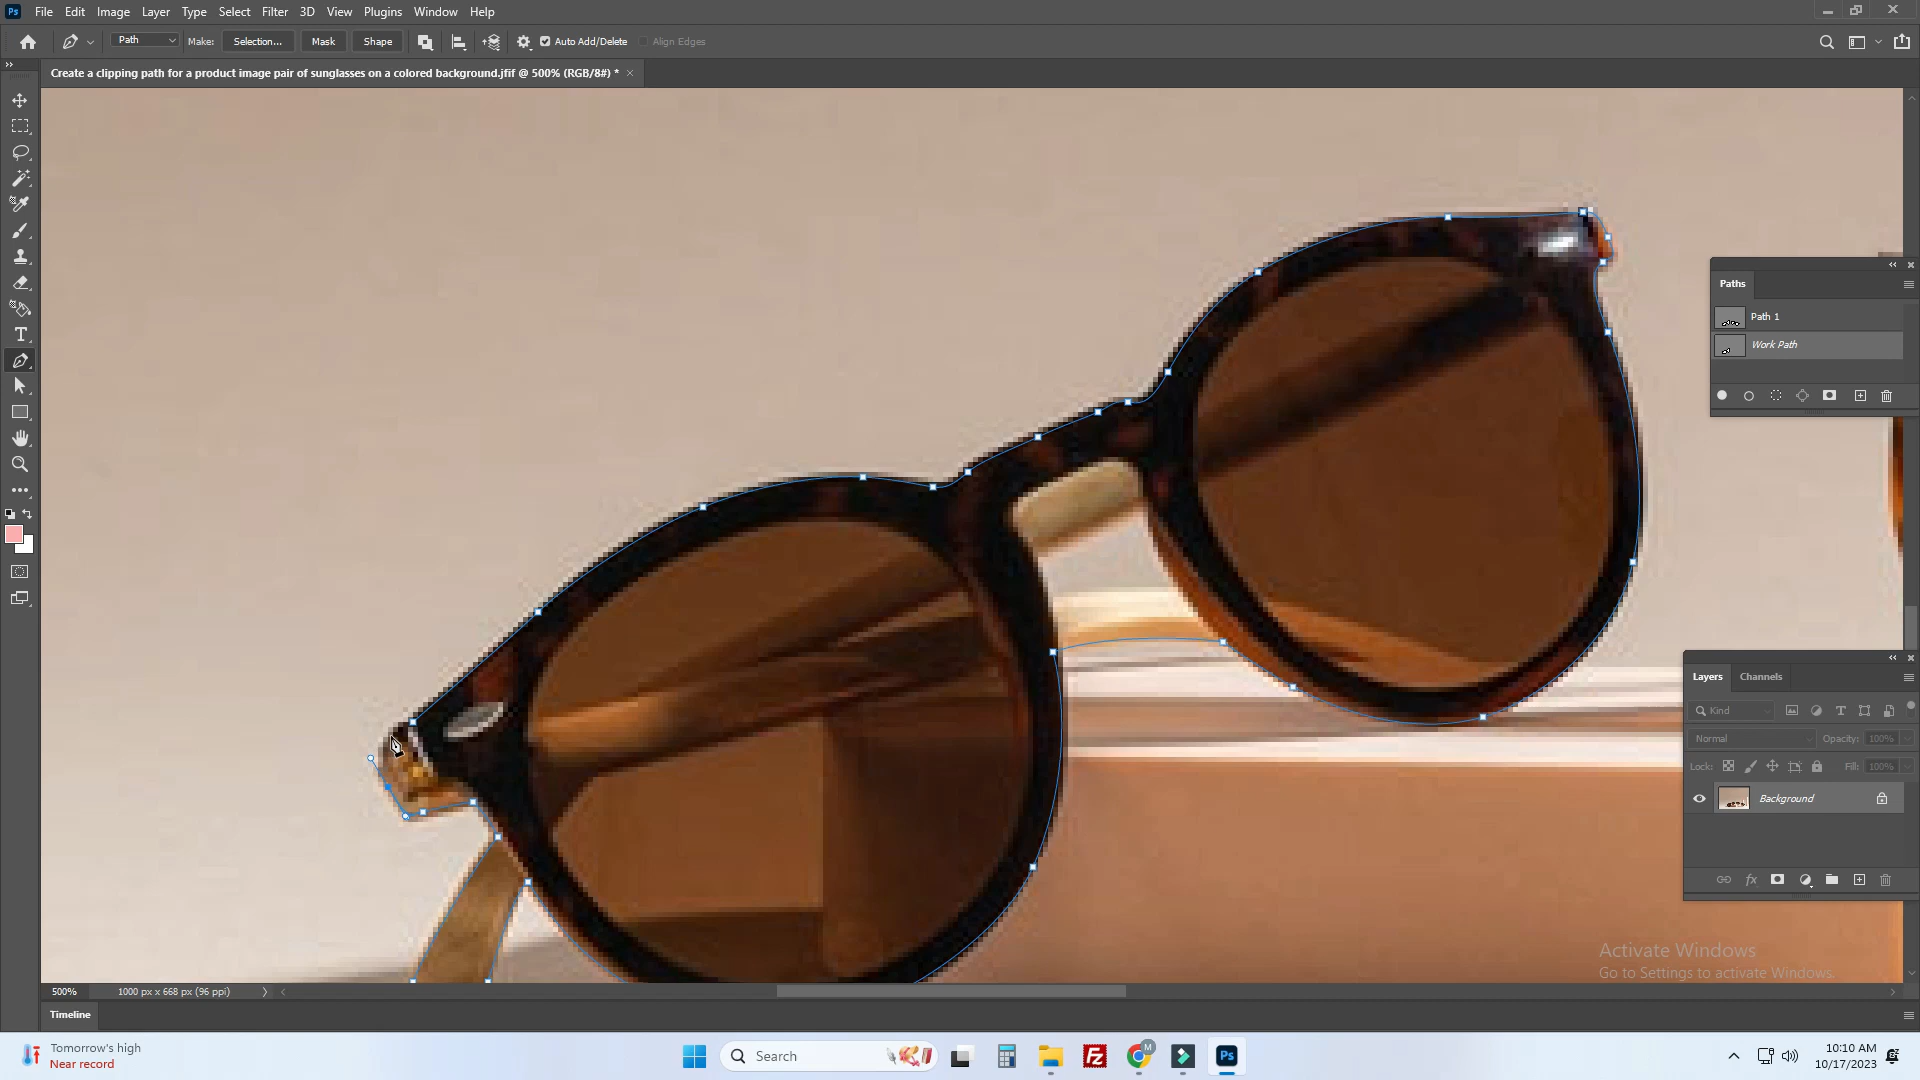 Ps File Edit Image Layer Type Select Filter 3D View Plugins Window Help
Path Make: Selection... Mask Shape Auto Add/Delete Align Edges
Create a clipping path for a product image pair of sunglasses on a colored background.jfif @ 500% (RGB/8#) *
Paths
Path 1
Work Path
Layers Channels
Kind
Normal Opacity: 100%
Lock: Fill: 100%
Background
Activate Windows
Go to Settings to activate Windows.
500% 1000 px x 668 px (96 ppi)
Timeline
Tomorrow's high
Near record
Search
M
Fz
Ps
10:10 AM
10/17/2023